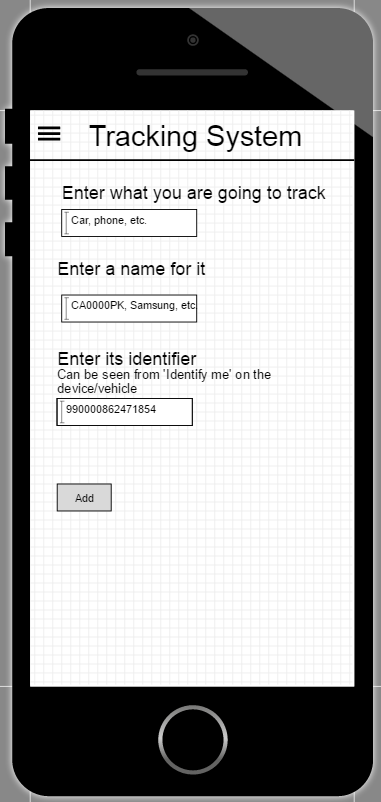 Tracking System
Enter what you are going to track
Car, phone, etc.
Enter a name for it
CA0000PK, Samsung, etc
Enter its identifier
Can be seen from 'Identify me' on the
device/vehicle
990000862471854
Add